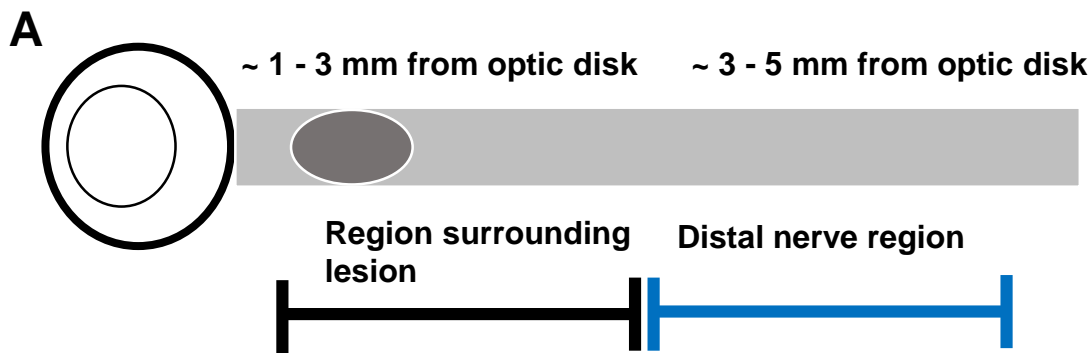 A
~ 1 - 3 mm from optic disk
~ 3 - 5 mm from optic disk
Region surrounding
lesion
Distal nerve region